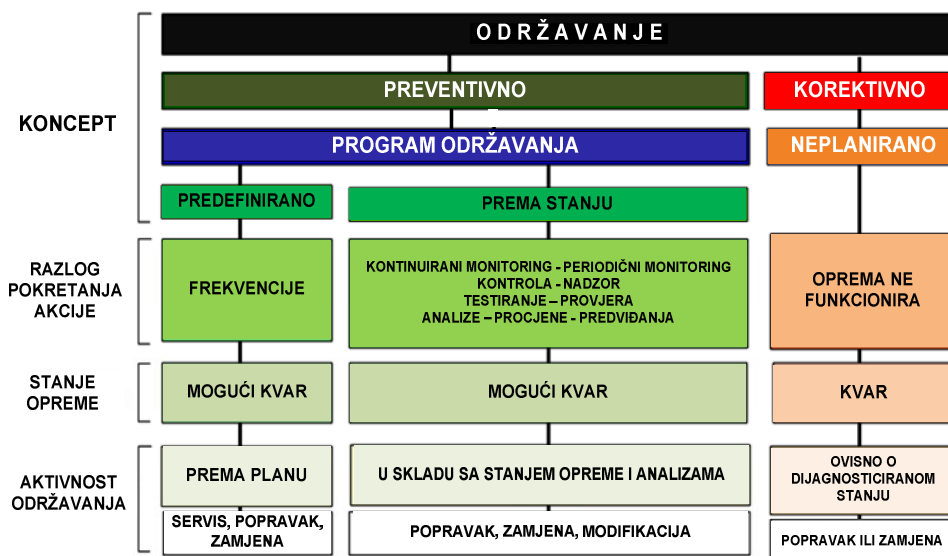 ODRŽAVANJE
PREVENTIVNO
KOREKTIVNO
KONCEPT
PROGRAM ODRŽAVANJA
NEPLANIRANO
PREDEFINIRANO
PREMA STANJU
RAZLOG
POKRETANJA
AKCIJE
FREKVENCIJE
KONTINUIRANI MONITORING - PERIODIČNI MONITORING
KONTROLA - NADZOR
TESTIRANJE – PROVJERA
ANALIZE – PROCJENE - PREDVIĐANJA
OPREMA NE
FUNKCIONIRA
STANJE
OPREME
MOGUĆI KVAR
MOGUĆI KVAR
KVAR
AKTIVNOST
ODRŽAVANJA
PREMA PLANU
U SKLADU SA STANJEM OPREME I ANALIZAMA
OVISNO O
DIJAGNOSTICIRANOM
STANJU
SERVIS, POPRAVAK,
ZAMJENA
POPRAVAK, ZAMJENA, MODIFIKACIJA
POPRAVAK ILI ZAMJENA